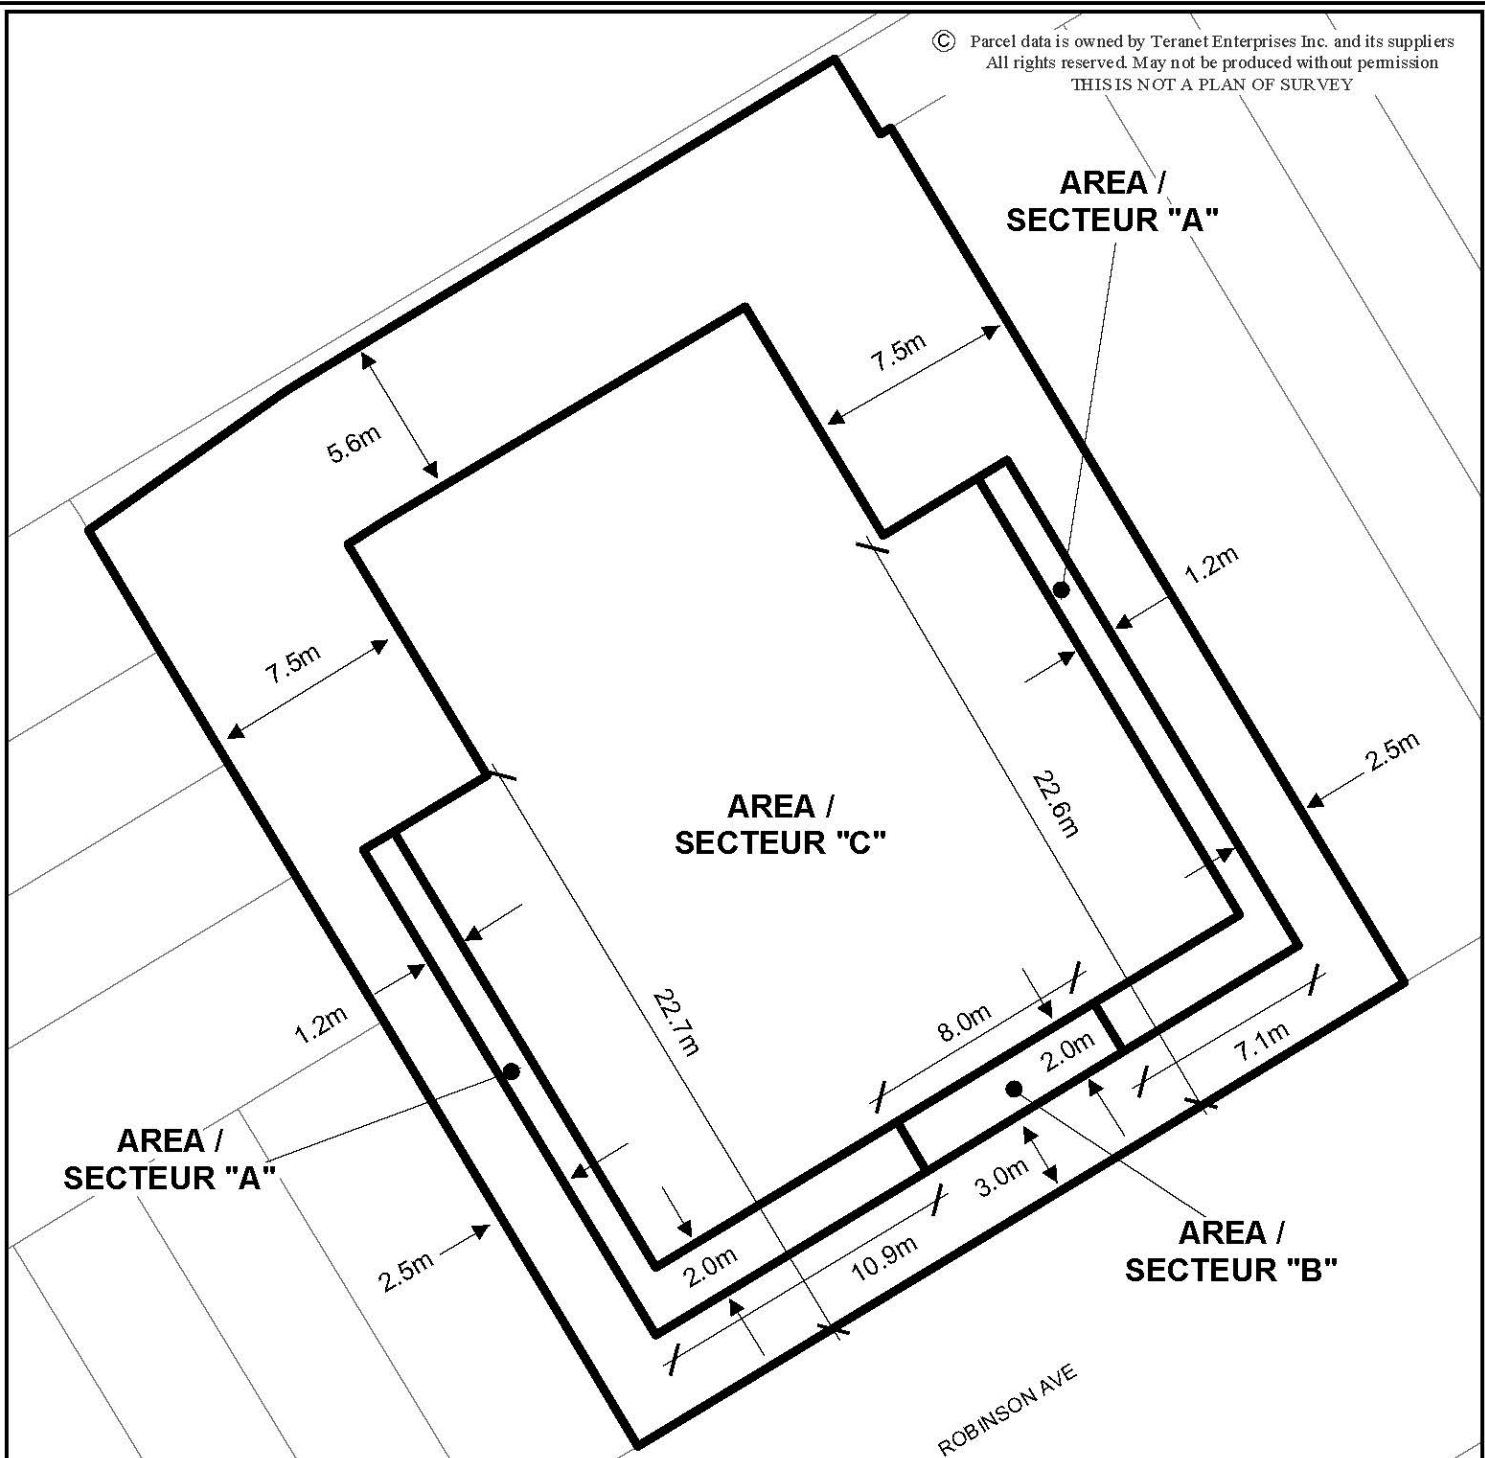 © Parcel data is owned by Teranet Enterprises Inc. and its suppliers
All rights reserved. May not be produced without permission
THIS IS NOT A PLAN OF SURVEY
AREA /
SECTEUR "A"
7.5m
5.6m
1.2m
7.5m
2.5m
22.6m
AREA /
SECTEUR "C"
22.7m
8.0m
1.2m
2.0m
7.1m
AREA /
SECTEUR "A"
3.0m
AREA /
SECTEUR "B"
2.5m
2.0m
10.9m
ROBINSON AVE